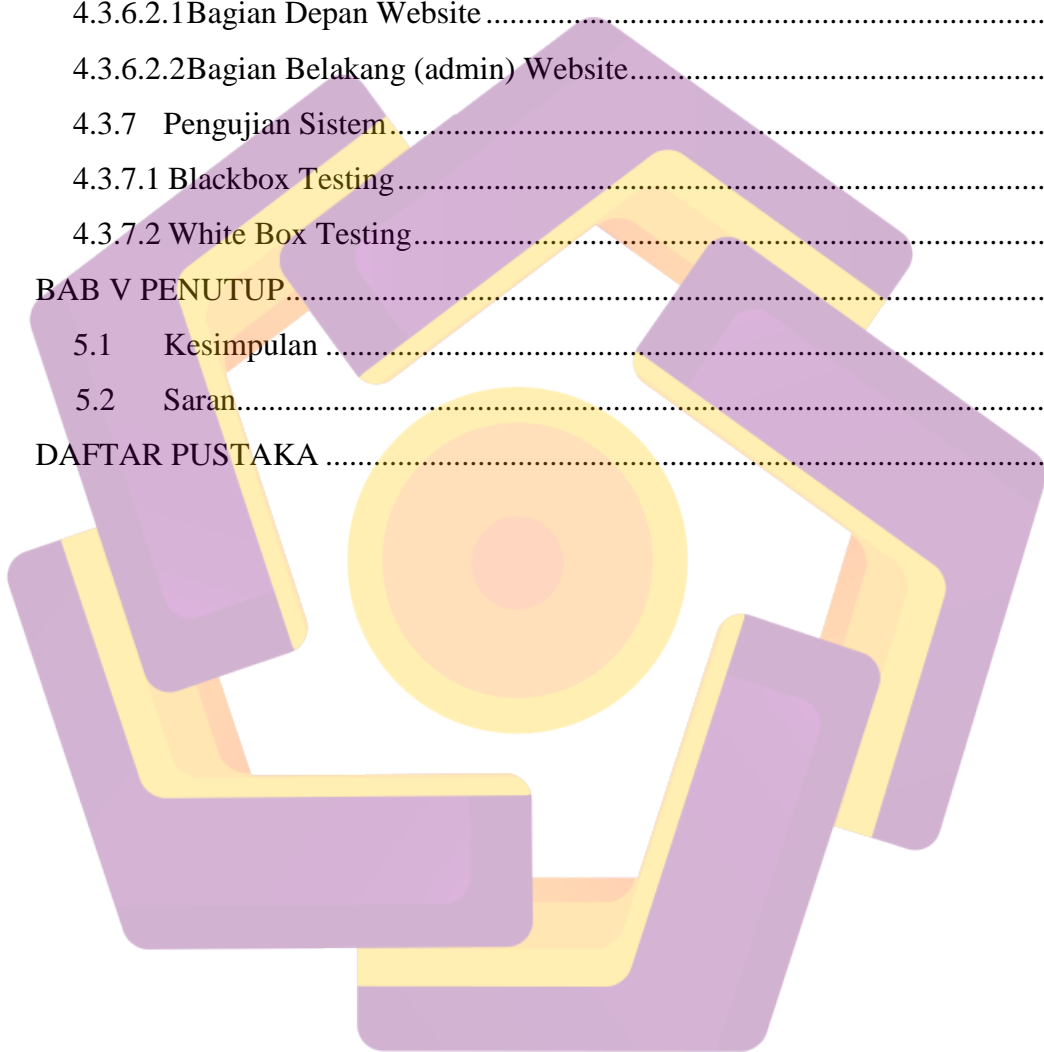 4.3.6.2.1Bagian Depan Website ..........................................................................
4.3.6.2.2Bagian Belakang (admin) Website.......................................................
4.3.7 Pengujian Sistem.....................................................................................
4.3.7.1 Blackbox Testing....................................................................................
4.3.7.2 White Box Testing..................................................................................
BAB V PENUTUP................................................................................................
5.1 Kesimpulan ..............................................................................................
5.2 Saran.........................................................................................................
DAFTAR PUSTAKA ...........................................................................................